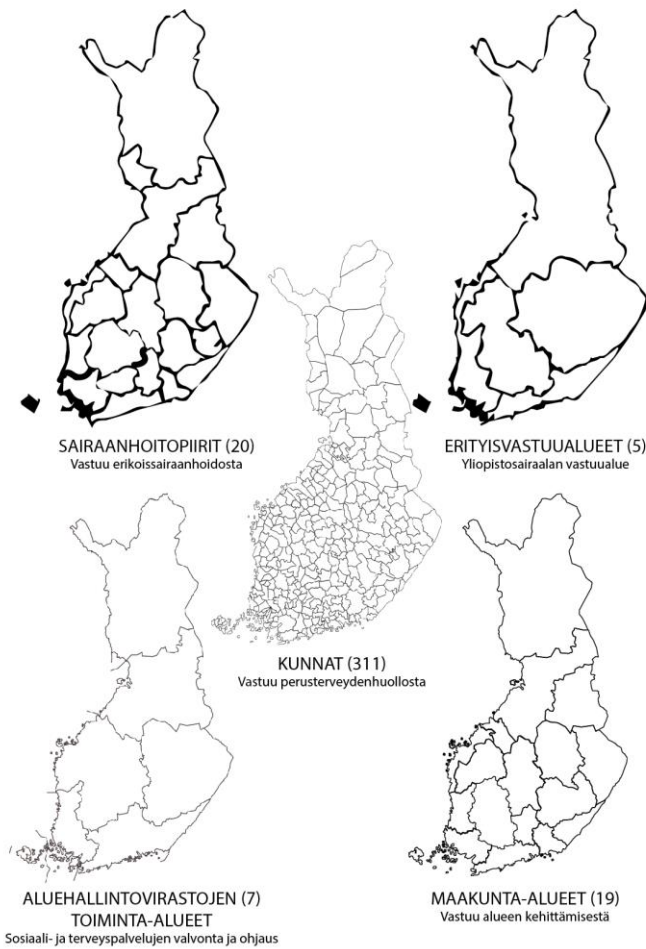 SAIRAANHOITOPIIRIT (20)
Vastuu erikoissairaanhoidosta
ERITYISVASTUUALUEET (5)
Yliopistosairaalan vastuualue
KUNNAT (311)
Vastuu perusterveydenhuollosta
ALUEHALLINTOVIRASTOJEN (7)
TOIMINTA-ALUEET
Sosiaali- ja terveyspalvelujen valvonta ja ohjaus
MAAKUNTA-ALUEET (19)
Vastuu alueen kehittämisestä